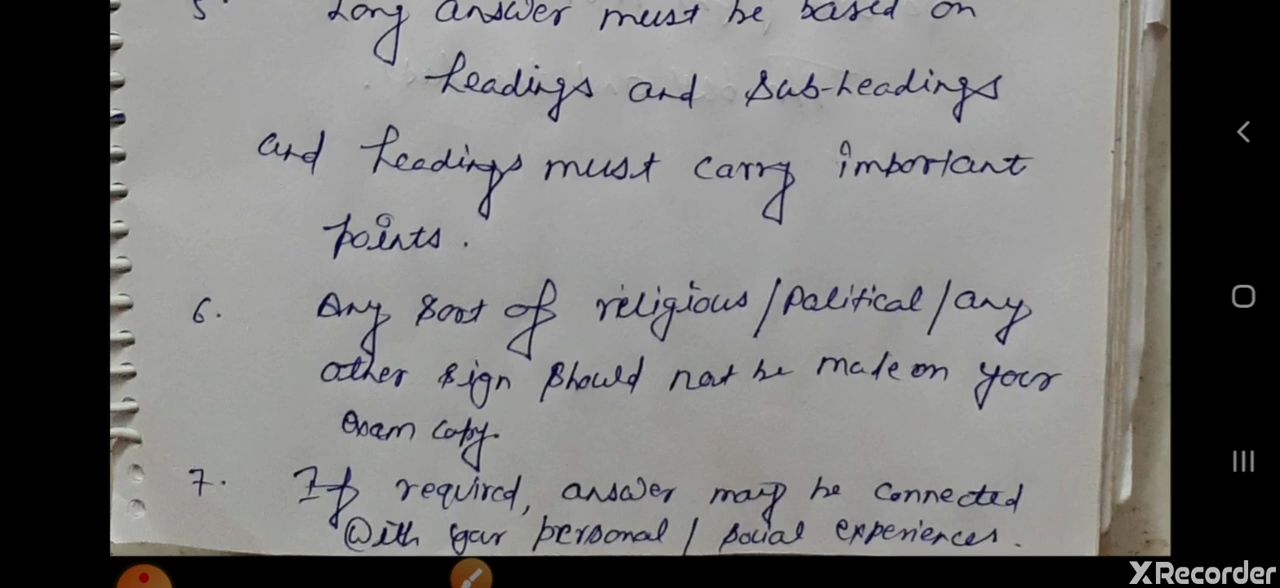 5. Long answer must be based on
headings and sub-headings
and headings must carry important
points.
6. Any sort of religious/political/any
other sign should not be made on your
exam copy.
7. If required, answer may be connected
with your personal/social experiences.
XRecorder